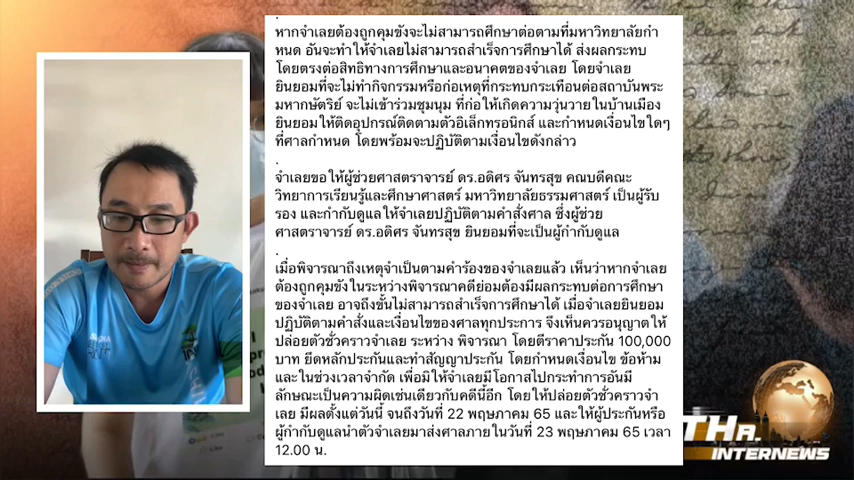 .
หากจำเลยต้องถูกคุมขังจะไม่สามารถศึกษาต่อตามที่มหาวิทยาลัยกำ
หนด อันจะทำให้จำเลยไม่สามารถสำเร็จการศึกษาได้ ส่งผลกระทบ
โดยตรงต่อสิทธิทางการศึกษาและอนาคตของจำเลย โดยจำเลย
ยินยอมที่จะไม่ทำกิจกรรมหรือก่อเหตุที่กระทบกระเทือนต่อสถาบันพระ
มหากษัตริย์ จะไม่เข้าร่วมชุมนุม ที่ก่อให้เกิดความวุ่นวายในบ้านเมือง
ยินยอมให้ติดอุปกรณ์ติดตามตัวอิเล็กทรอนิกส์ และกำหนดเงื่อนไขใดๆ
ที่ศาลกำหนด โดยพร้อมจะปฏิบัติตามเงื่อนไขดังกล่าว
.
จำเลยขอให้ผู้ช่วยศาสตราจารย์ ดร.อดิศร จันทรสุข คณบดีคณะ
วิทยาการเรียนรู้และศึกษาศาสตร์ มหาวิทยาลัยธรรมศาสตร์ เป็นผู้รับ
รอง และกำกับดูแลให้จำเลยปฏิบัติตามคำสั่งศาล ซึ่งผู้ช่วย
ศาสตราจารย์ ดร.อดิศร จันทรสุข ยินยอมที่จะเป็นผู้กำกับดูแล
.
เมื่อพิจารณาถึงเหตุจำเป็นตามคำร้องของจำเลยแล้ว เห็นว่าหากจำเลย
ต้องถูกคุมขังในระหว่างพิจารณาคดีย่อมต้องมีผลกระทบต่อการศึกษา
ของจำเลย อาจถึงขั้นไม่สามารถสำเร็จการศึกษาได้ เมื่อจำเลยยินยอม
ปฏิบัติตามคำสั่งและเงื่อนไขของศาลทุกประการ จึงเห็นควรอนุญาตให้
ปล่อยตัวชั่วคราวจำเลย ระหว่าง พิจารณา โดยตีราคาประกัน 100,000
บาท ยึดหลักประกันและทำสัญญาประกัน โดยกำหนดเงื่อนไข ข้อห้าม
และในช่วงเวลาจำกัด เพื่อมิให้จำเลยมีโอกาสไปกระทำการอันมี
ลักษณะเป็นความผิดเช่นเดียวกับคดีนี้อีก โดยให้ปล่อยตัวชั่วคราวจำ
เลย มีผลตั้งแต่วันนี้ จนถึงวันที่ 22 พฤษภาคม 65 และให้ผู้ประกันหรือ
ผู้กำกับดูแลนำตัวจำเลยมาส่งศาลภายในวันที่ 23 พฤษภาคม 65 เวลา
12.00 น.
THR.
INTERNEWS